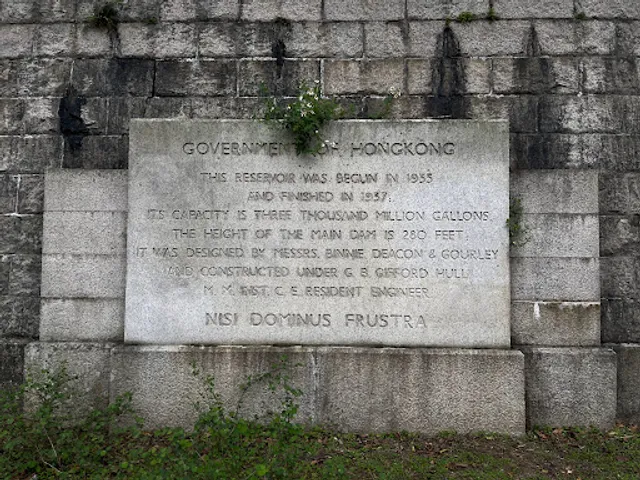 GOVERNMENT OF HONGKONG
THIS RESERVOIR WAS BEGUN IN 1933
AND FINISHED IN 1937.
ITS CAPACITY IS THREE THOUSAND MILLION GALLONS.
THE HEIGHT OF THE MAIN DAM IS 280 FEET.
IT WAS DESIGNED BY MESSRS. BINNIE, DEACON & GOURLEY
AND CONSTRUCTED UNDER G. B. GIFFORD HULL,
M. M. INST. C. E. RESIDENT ENGINEER.
NISI DOMINUS FRUSTRA